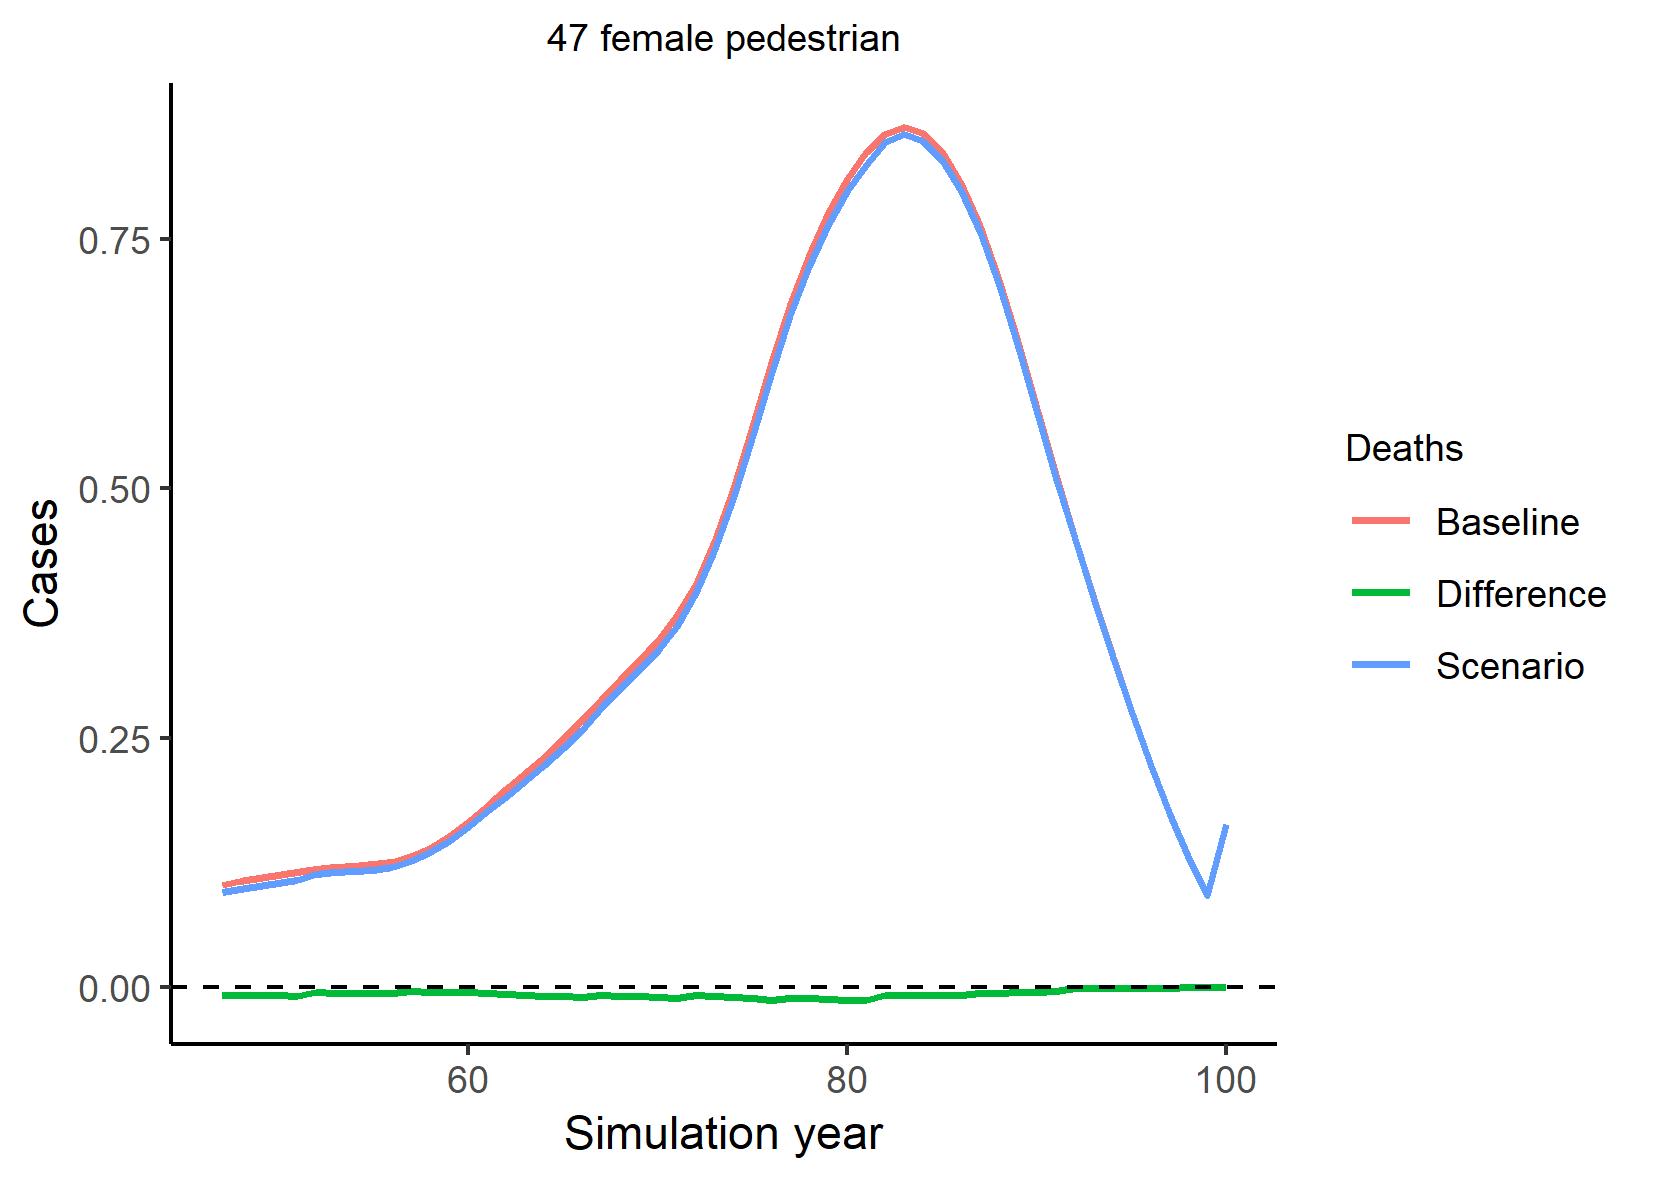 47 female pedestrian
Cases
0.75
0.50
0.25
0.00
60 80 100
Simulation year
Deaths
Baseline
Difference
Scenario